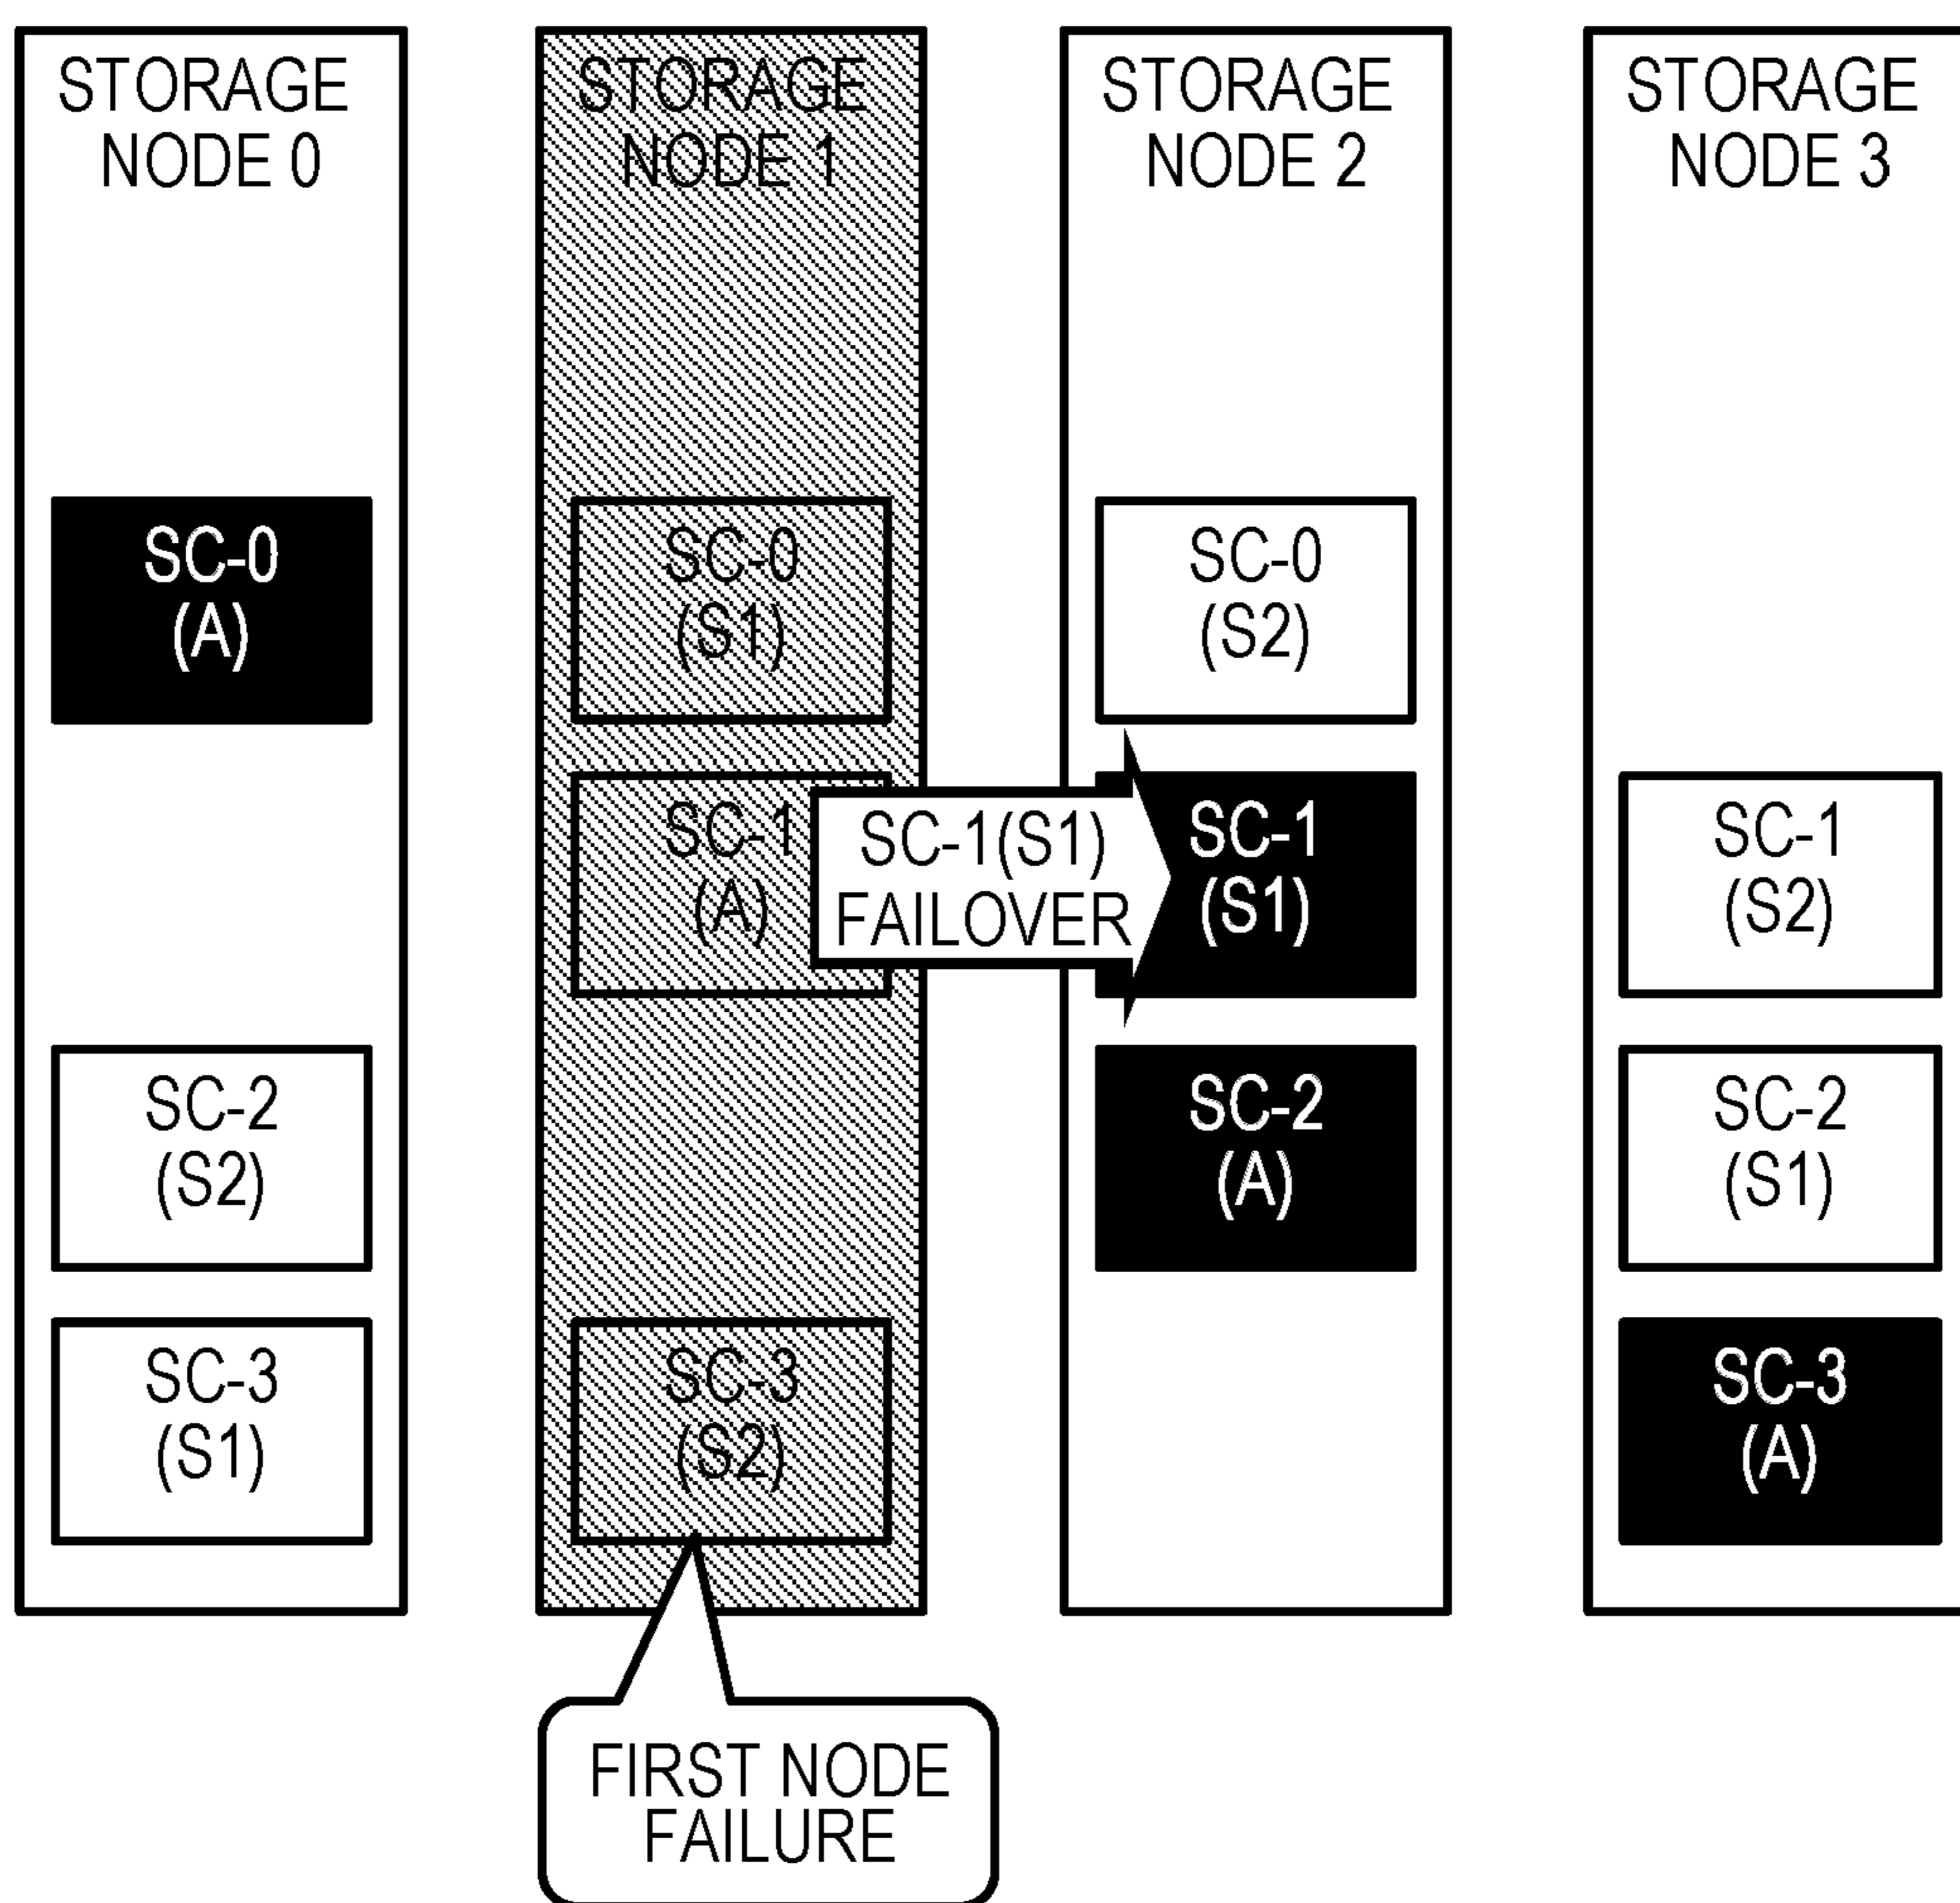 STORAGE
NODE 0
SC-0
(A)
SC-2
(S2)
SC-3
(S1)
STORAGE
NODE 1
SC-0
(S1)
SC-1
(A)
SC-3
(S2)
SC-1(S1)
FAILOVER
FIRST NODE
FAILURE
STORAGE
NODE 2
SC-0
(S2)
SC-1
(S1)
SC-2
(A)
STORAGE
NODE 3
SC-1
(S2)
SC-2
(S1)
SC-3
(A)